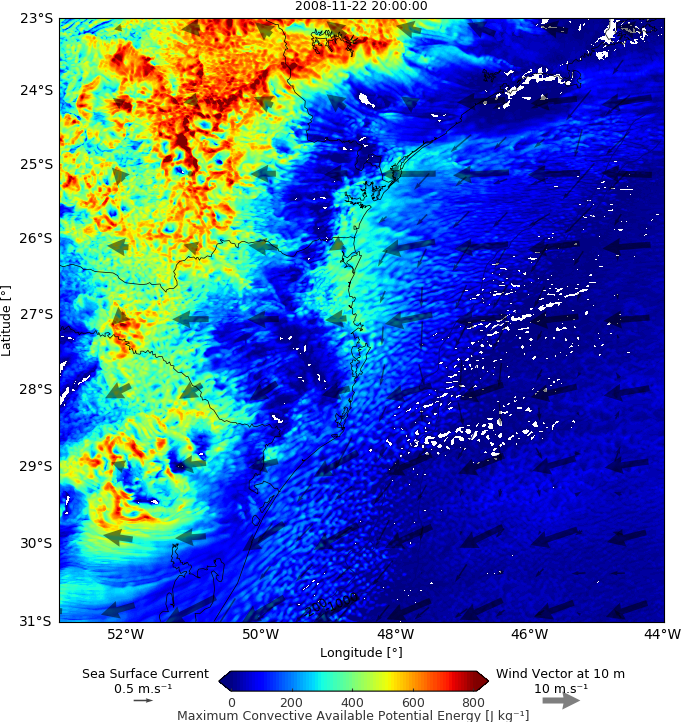 2008-11-22 20:00:00
23°S
24°S
25°S
26°S
27°S
28°S
29°S
30°S
31°S
Latitude [°]
52°W 50°W 48°W 46°W 44°W
Longitude [°]
Sea Surface Current
0.5 m.s⁻¹
Wind Vector at 10 m
10 m.s⁻¹
0 200 400 600 800
Maximum Convective Available Potential Energy [J kg⁻¹]